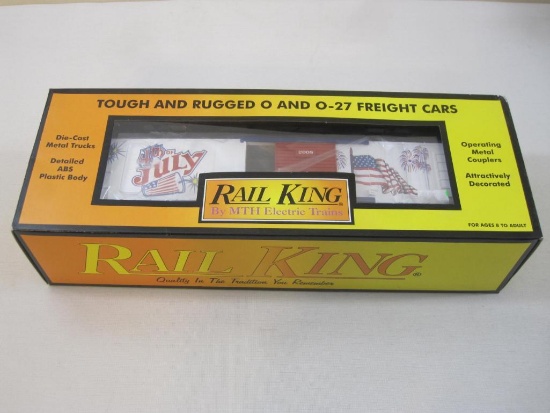 TOUGH AND RUGGED O AND O-27 FREIGHT CARS
Die-Cast
Metal Trucks
Detailed
ABS
Plastic Body
July
RAIL KING®
By MTH Electric Trains
Operating
Metal
Couplers
Attractively
Decorated
FOR AGES 8 TO ADULT
RAIL KING®
Quality In The Tradition You Remember